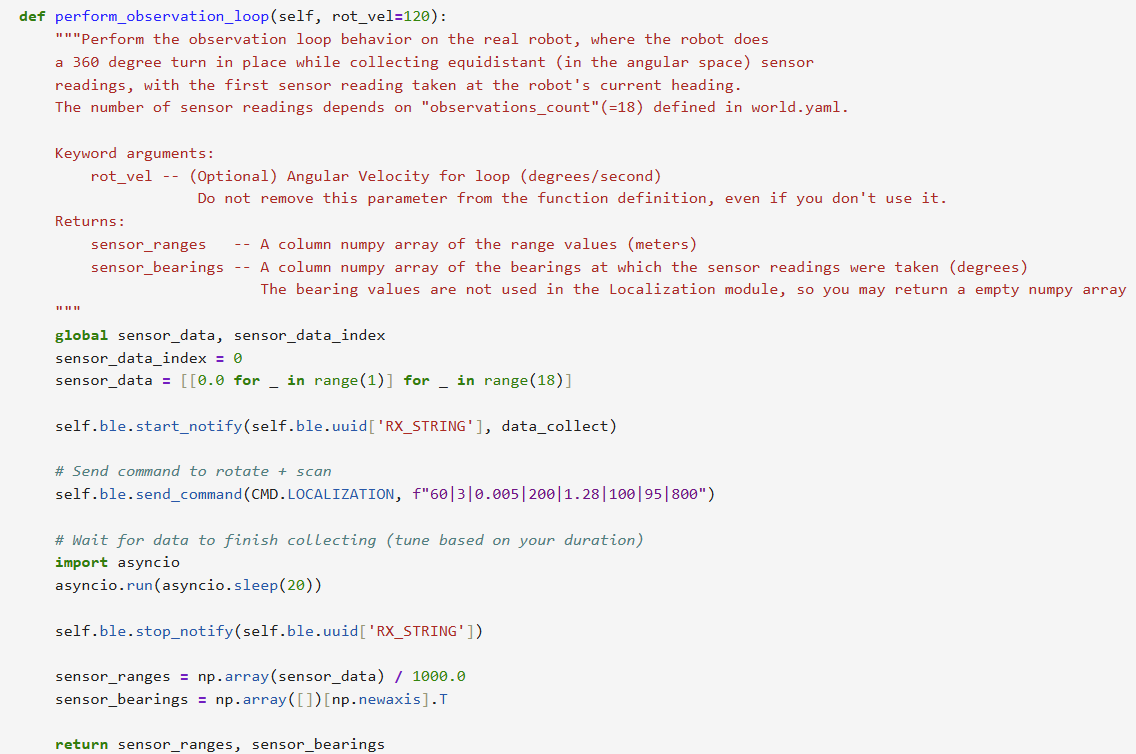 def perform_observation_loop(self, rot_vel=120):
    """Perform the observation loop behavior on the real robot, where the robot does
    a 360 degree turn in place while collecting equidistant (in the angular space) sensor
    readings, with the first sensor reading taken at the robot's current heading.
    The number of sensor readings depends on "observations_count"(=18) defined in world.yaml.

    Keyword arguments:
        rot_vel -- (Optional) Angular Velocity for loop (degrees/second)
                    Do not remove this parameter from the function definition, even if you don't use it.
    Returns:
        sensor_ranges   -- A column numpy array of the range values (meters)
        sensor_bearings -- A column numpy array of the bearings at which the sensor readings were taken (degrees)
                           The bearing values are not used in the Localization module, so you may return a empty numpy array
    """
    global sensor_data, sensor_data_index
    sensor_data_index = 0
    sensor_data = [[0.0 for _ in range(1)] for _ in range(18)]

    self.ble.start_notify(self.ble.uuid['RX_STRING'], data_collect)

    # Send command to rotate + scan
    self.ble.send_command(CMD.LOCALIZATION, f"60|3|0.005|200|1.28|100|95|800")

    # Wait for data to finish collecting (tune based on your duration)
    import asyncio
    asyncio.run(asyncio.sleep(20))

    self.ble.stop_notify(self.ble.uuid['RX_STRING'])

    sensor_ranges = np.array(sensor_data) / 1000.0
    sensor_bearings = np.array([])[np.newaxis].T

    return sensor_ranges, sensor_bearings